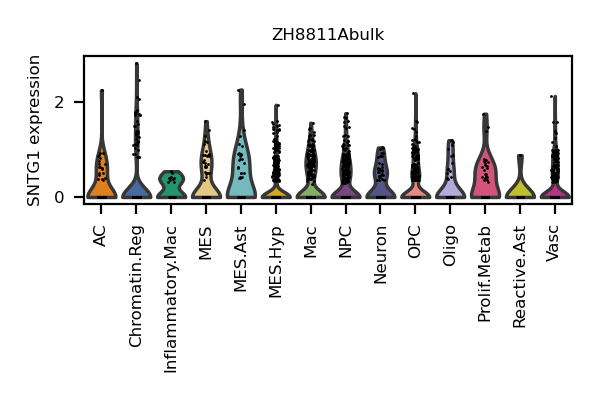 ZH8811Abulk
SNTG1 expression
2
0
AC
Chromatin.Reg
Inflammatory.Mac
MES
MES.Ast
MES.Hyp
Mac
NPC
Neuron
OPC
Oligo
Prolif.Metab
Reactive.Ast
Vasc